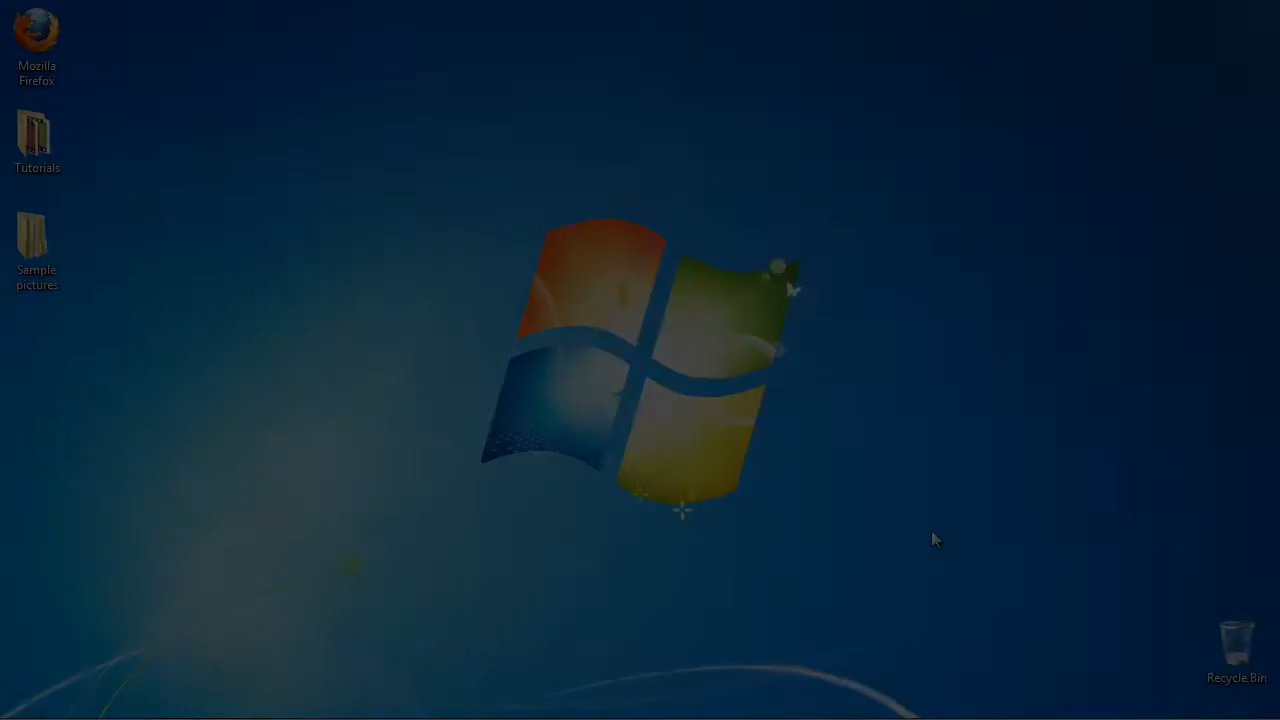 Mozilla
Firefox
Tutorials
Sample
pictures
Recycle Bin